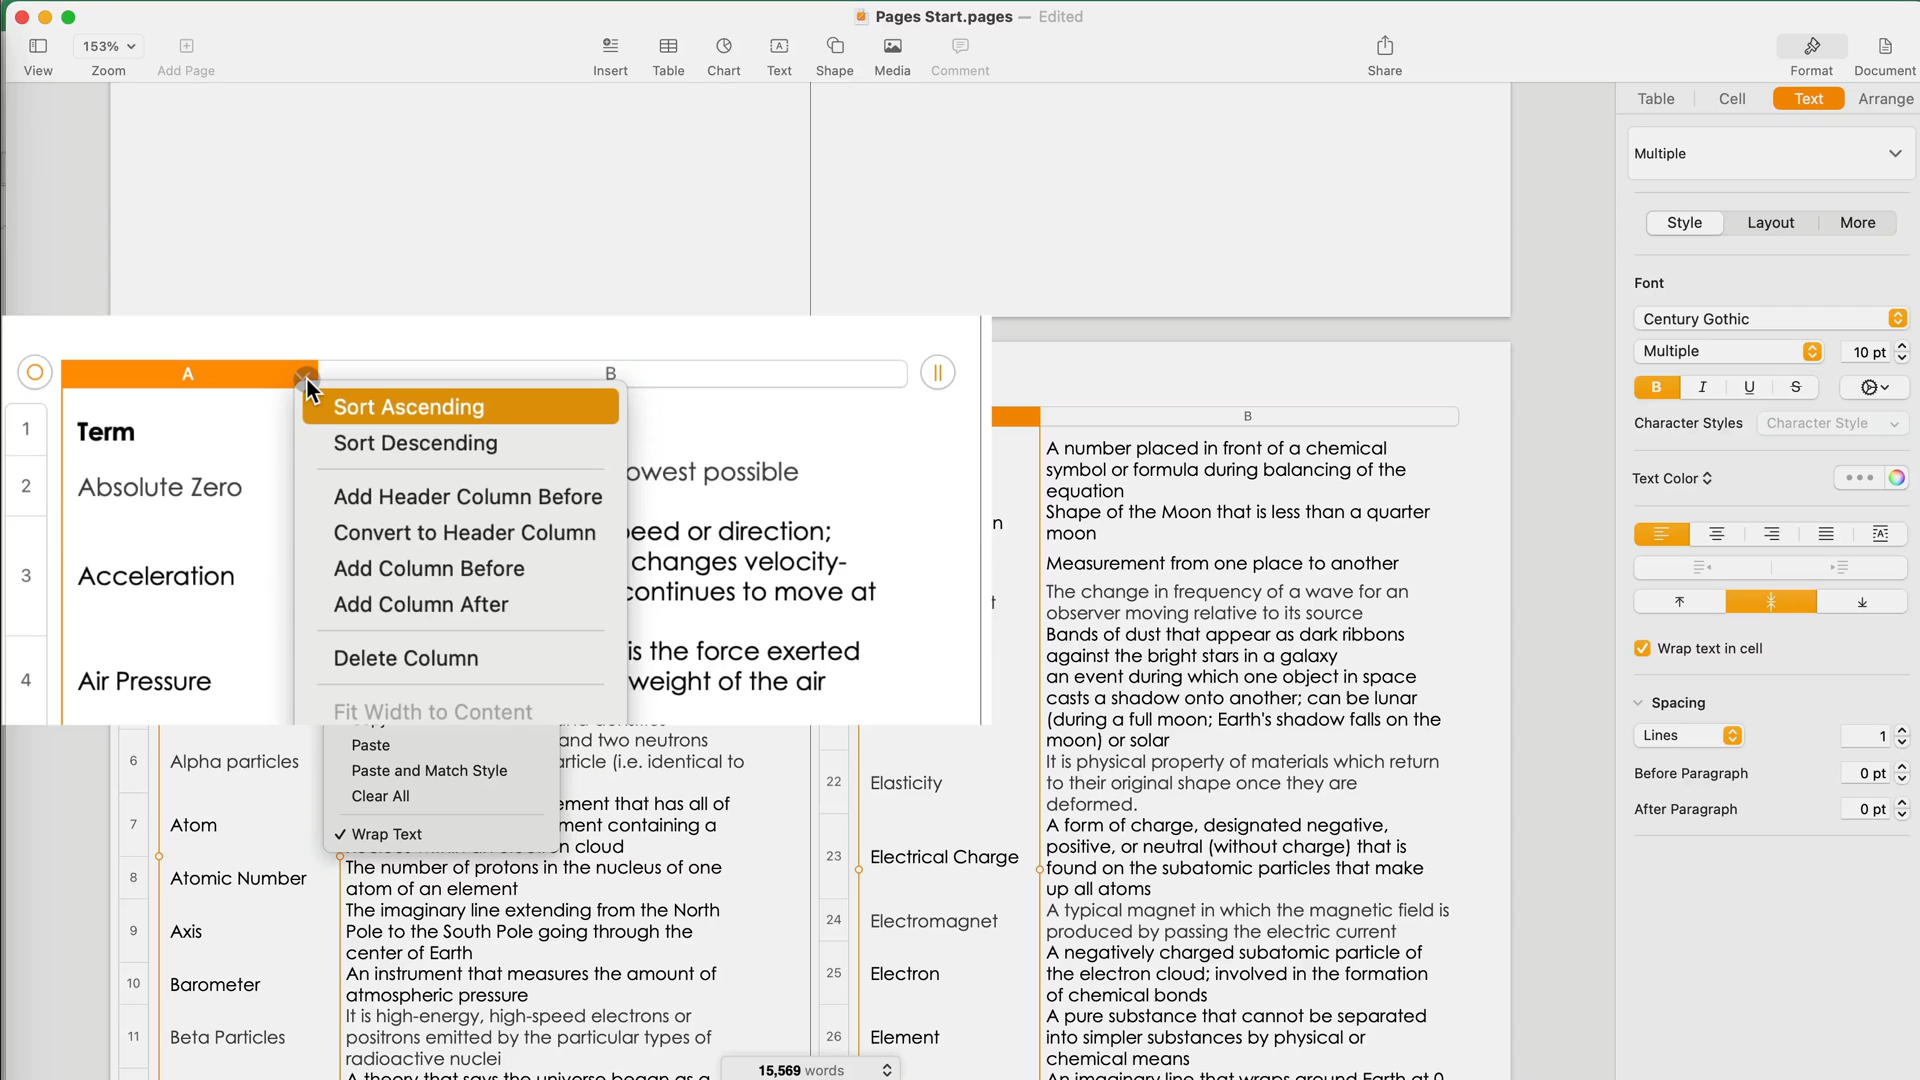 Pages Start.pages — Edited
153%
View
Zoom
Add Page
Insert
Table
Chart
Text
Shape
Media
Comment
Share
Format
Document
A
B
Sort Ascending
Sort Descending
Add Header Column Before
Convert to Header Column
Add Column Before
Add Column After
Delete Column
Fit Width to Content
1
Term
2
Absolute Zero
owest possible
3
Acceleration
eed or direction;
changes velocity-
continues to move at
4
Air Pressure
is the force exerted
weight of the air
Paste
Paste and Match Style
Clear All
✓ Wrap Text
6
Alpha particles
and two neutrons
article (i.e. identical to
7
Atom
ement that has all of
ment containing a
n cloud
8
Atomic Number
The number of protons in the nucleus of one
atom of an element
9
Axis
The imaginary line extending from the North
Pole to the South Pole going through the
center of Earth
10
Barometer
An instrument that measures the amount of
atmospheric pressure
11
Beta Particles
It is high-energy, high-speed electrons or
positrons emitted by the particular types of
radioactive nuclei
A theory that says the universe began as a
15,569 words
B
A number placed in front of a chemical
symbol or formula during balancing of the
equation
n
Shape of the Moon that is less than a quarter
moon
Measurement from one place to another
t
The change in frequency of a wave for an
observer moving relative to its source
Bands of dust that appear as dark ribbons
against the bright stars in a galaxy
an event during which one object in space
casts a shadow onto another; can be lunar
(during a full moon; Earth's shadow falls on the
moon) or solar
22
Elasticity
It is physical property of materials which return
to their original shape once they are
deformed.
23
Electrical Charge
A form of charge, designated negative,
positive, or neutral (without charge) that is
found on the subatomic particles that make
up all atoms
24
Electromagnet
A typical magnet in which the magnetic field is
produced by passing the electric current
25
Electron
A negatively charged subatomic particle of
the electron cloud; involved in the formation
of chemical bonds
26
Element
A pure substance that cannot be separated
into simpler substances by physical or
chemical means
An imaginary line that wraps around Earth at 0
Table
Cell
Text
Arrange
Multiple
Style
Layout
More
Font
Century Gothic
Multiple
10 pt
B
I
U
S
Character Styles
Character Style
Text Color
Wrap text in cell
Spacing
Lines
1
Before Paragraph
0 pt
After Paragraph
0 pt